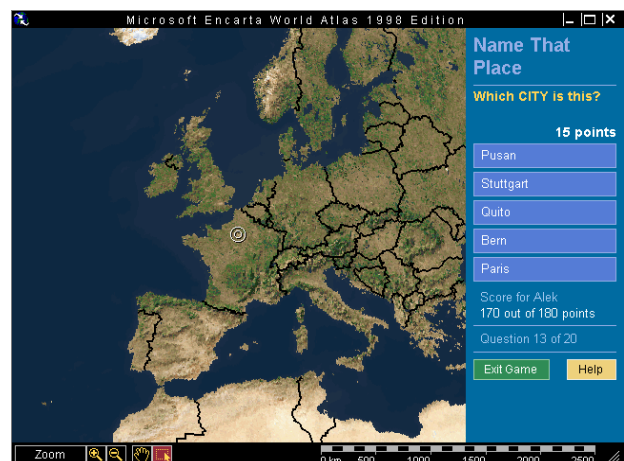 Microsoft Encarta World Atlas 1998 Edition
Name That
Place
Which CITY is this?
15 points
Pusan
Stuttgart
Quito
Bern
Paris
Score for Alek
170 out of 180 points
Question 13 of 20
Exit Game
Help
Zoom
0 km 500 1000 1500 2000 2500